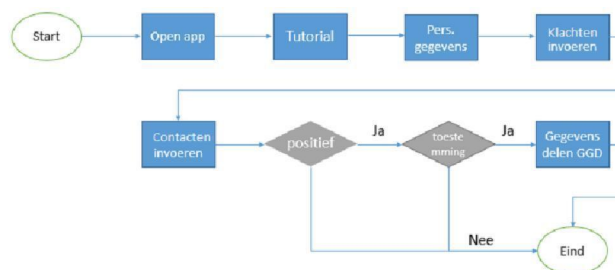 Start
Open app
Tutorial
Pers.
gegevens
Klachten
invoeren
Contacten
invoeren
positief
Ja
toeste
mming
Ja
Gegevens
delen GGD
Nee
Eind